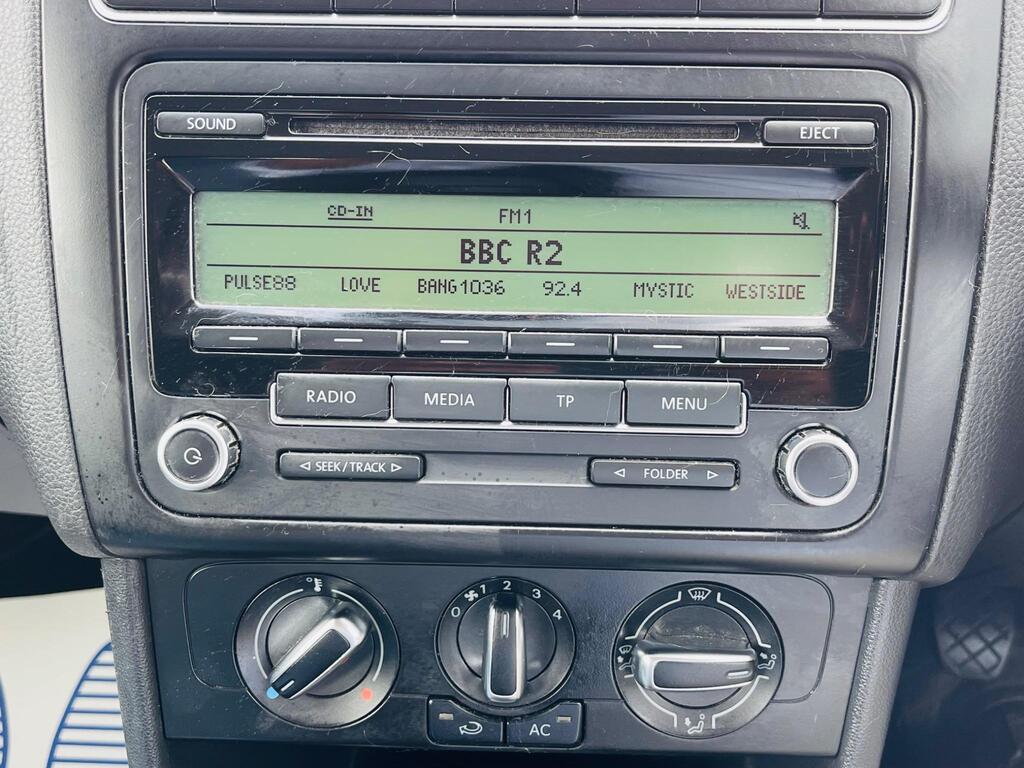 SOUND EJECT
CD-IN FM1
BBC R2
PULSE88 LOVE BANG1036 92.4 MYSTIC WESTSIDE
RADIO MEDIA TP MENU
SEEK/TRACK FOLDER
0 1 2 3 4
AC